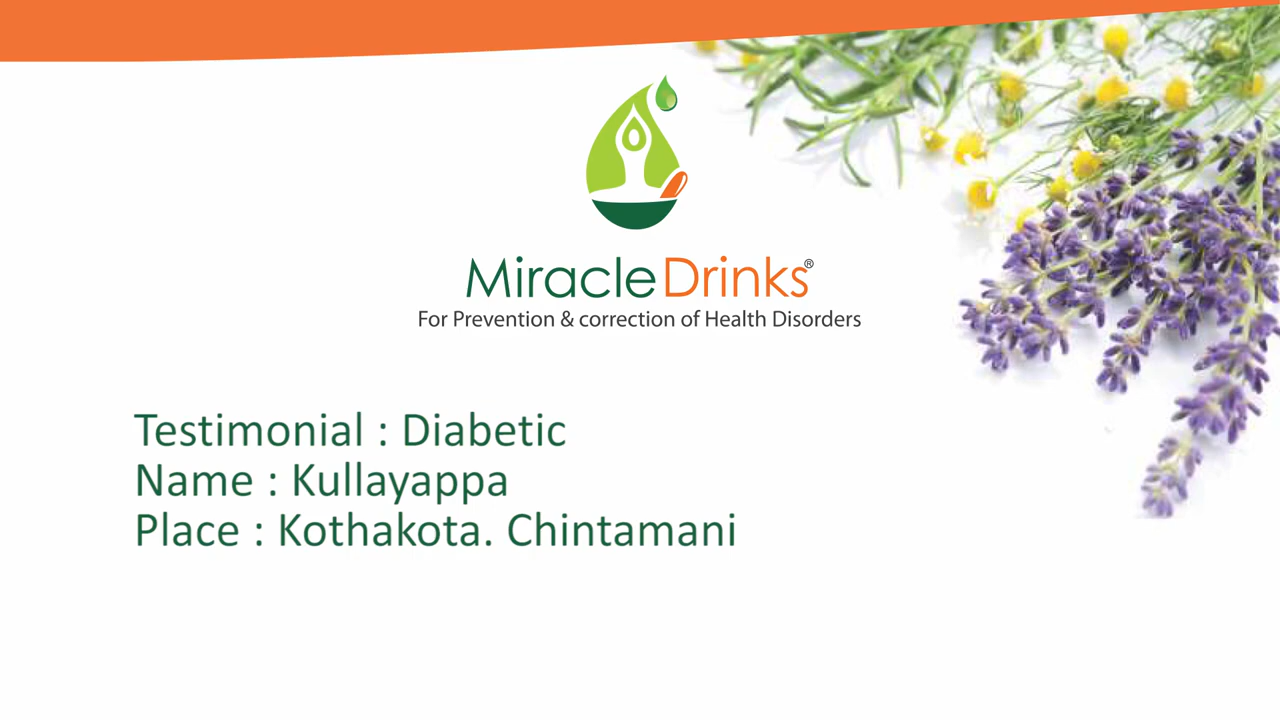 MiracleDrinks®
For Prevention & correction of Health Disorders
Testimonial : Diabetic
Name : Kullayappa
Place : Kothakota. Chintamani